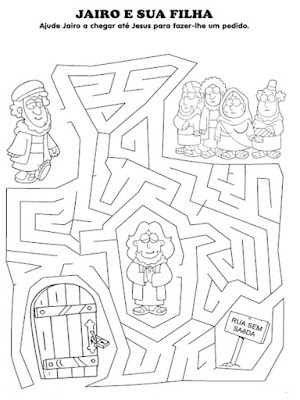 JAIRO E SUA FILHA
Ajude Jairo a chegar até Jesus para fazer-lhe um pedido.
RUA SEM
SAÍDA